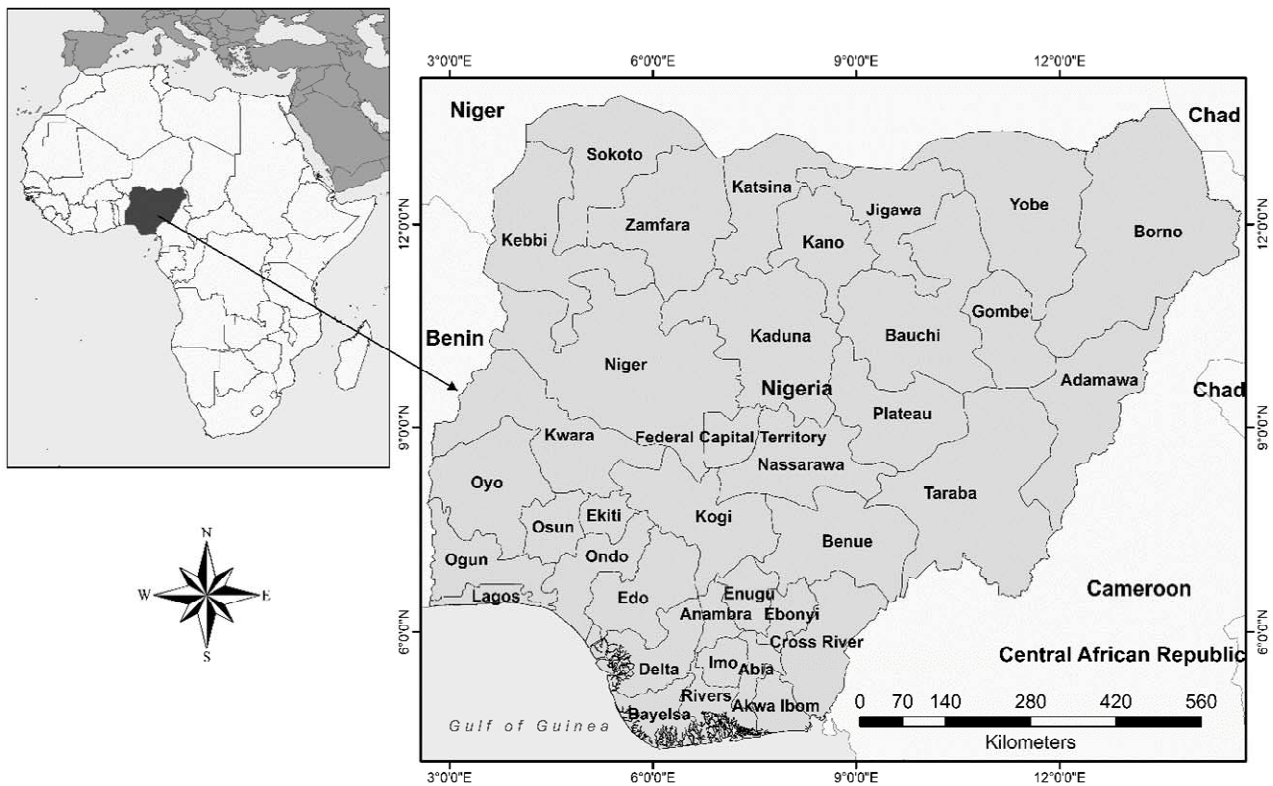 3°0'0"E 6°0'0"E 9°0'0"E 12°0'0"E
Niger
Chad
Sokoto
Katsina
Zamfara
Jigawa
Yobe
Kebbi
Kano
Borno
12°0'0"N
12°0'0"N
Gombe
Benin
Kaduna
Bauchi
Niger
Adamawa
Nigeria
Chad
Plateau
9°0'0"N
9°0'0"N
Kwara
Federal Capital Territory
Nassarawa
Oyo
Taraba
Kogi
Osun
Ekiti
Benue
Ogun
Ondo
Cameroon
Lagos
Edo
Enugu
Anambra
Ebonyi
6°0'0"N
6°0'0"N
Cross River
Central African Republic
Delta
Imo
Abia
Rivers
Akwa Ibom
Bayelsa
Gulf of Guinea
0 70 140 280 420 560
Kilometers
3°0'0"E 6°0'0"E 9°0'0"E 12°0'0"E
N
W E
S